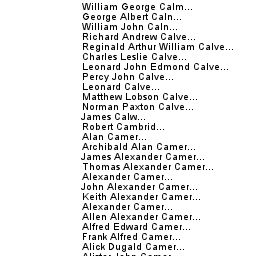 William George Calm...
George Albert Caln...
William John Caln...
Richard Andrew Calve...
Reginald Arthur William Calve...
Charles Leslie Calve...
Leonard John Edmond Calve...
Percy John Calve...
Leonard Calve...
Matthew Lobson Calve...
Norman Paxton Calve...
James Calw...
Robert Cambrid...
Alan Camer...
Archibald Alan Camer...
James Alexander Camer...
Thomas Alexander Camer...
Alexander Camer...
John Alexander Camer...
Keith Alexander Camer...
Alexander Camer...
Allen Alexander Camer...
Alfred Edward Camer...
Frank Alfred Camer...
Alick Dugald Camer...